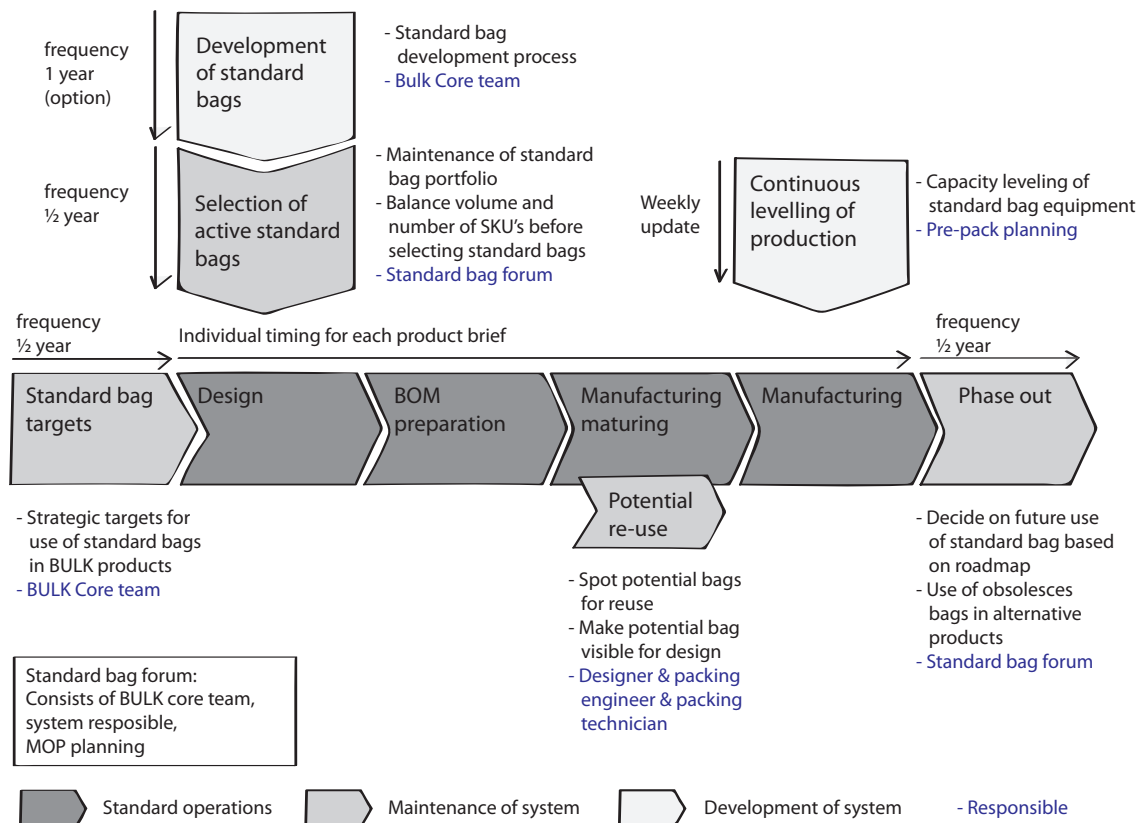 frequency
1 year
(option)
Development
of standard
bags
- Standard bag
development process
- Bulk Core team
frequency
½ year
Selection of
active standard
bags
- Maintenance of standard
bag portfolio
- Balance volume and
number of SKU's before
selecting standard bags
- Standard bag forum
Weekly
update
Continuous
levelling of
production
- Capacity leveling of
standard bag equipment
- Pre-pack planning
frequency
½ year
Individual timing for each product brief
frequency
½ year
Standard bag
targets
Design
BOM
preparation
Manufacturing
maturing
Manufacturing
Phase out
Potential
re-use
- Strategic targets for
use of standard bags
in BULK products
- BULK Core team
- Spot potential bags
for reuse
- Make potential bag
visible for design
- Designer & packing
engineer & packing
technician
- Decide on future use
of standard bag based
on roadmap
- Use of obsolesces
bags in alternative
products
- Standard bag forum
Standard bag forum:
Consists of BULK core team,
system resposible,
MOP planning
Standard operations
Maintenance of system
Development of system
- Responsible